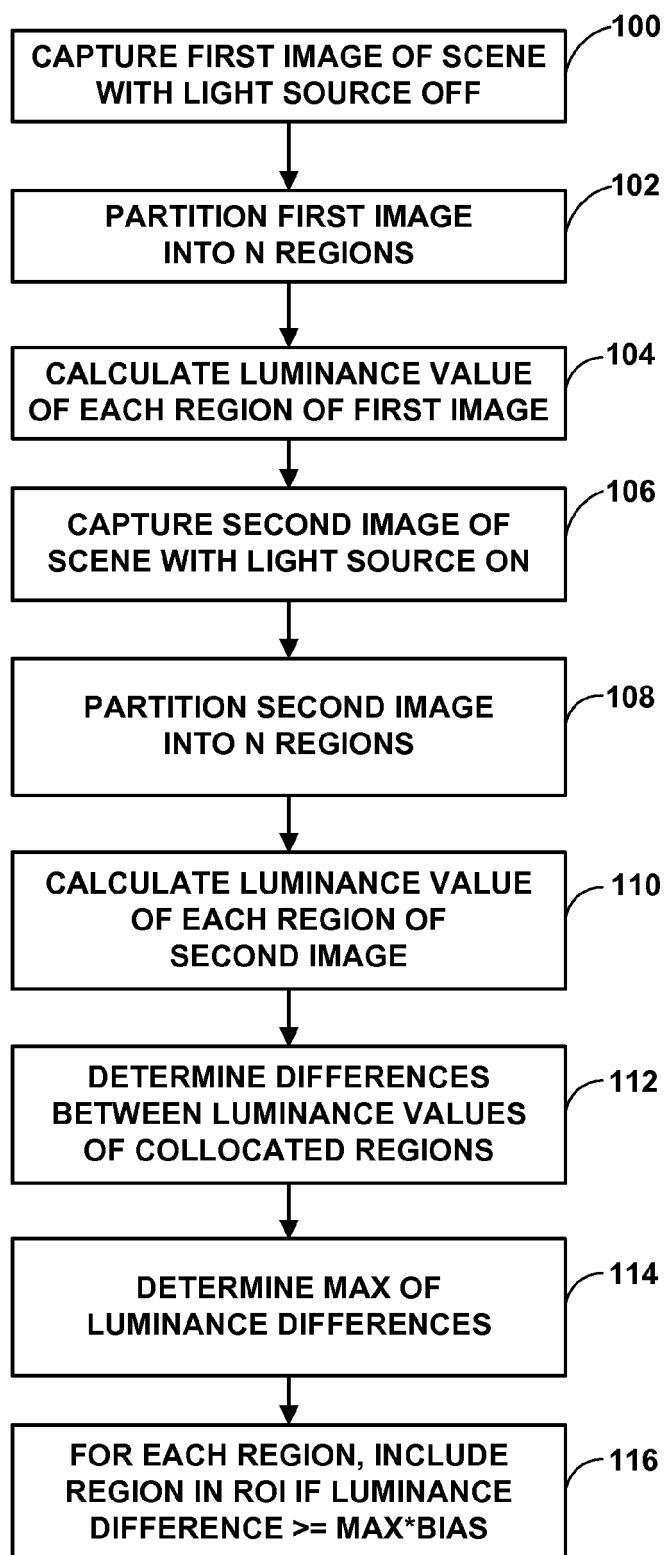 100
CAPTURE FIRST IMAGE OF SCENE
WITH LIGHT SOURCE OFF
102
PARTITION FIRST IMAGE
INTO N REGIONS
104
CALCULATE LUMINANCE VALUE
OF EACH REGION OF FIRST IMAGE
106
CAPTURE SECOND IMAGE OF
SCENE WITH LIGHT SOURCE ON
108
PARTITION SECOND IMAGE
INTO N REGIONS
110
CALCULATE LUMINANCE VALUE
OF EACH REGION OF
SECOND IMAGE
112
DETERMINE DIFFERENCES
BETWEEN LUMINANCE VALUES
OF COLLOCATED REGIONS
114
DETERMINE MAX OF
LUMINANCE DIFFERENCES
116
FOR EACH REGION, INCLUDE
REGION IN ROI IF LUMINANCE
DIFFERENCE >= MAX*BIAS